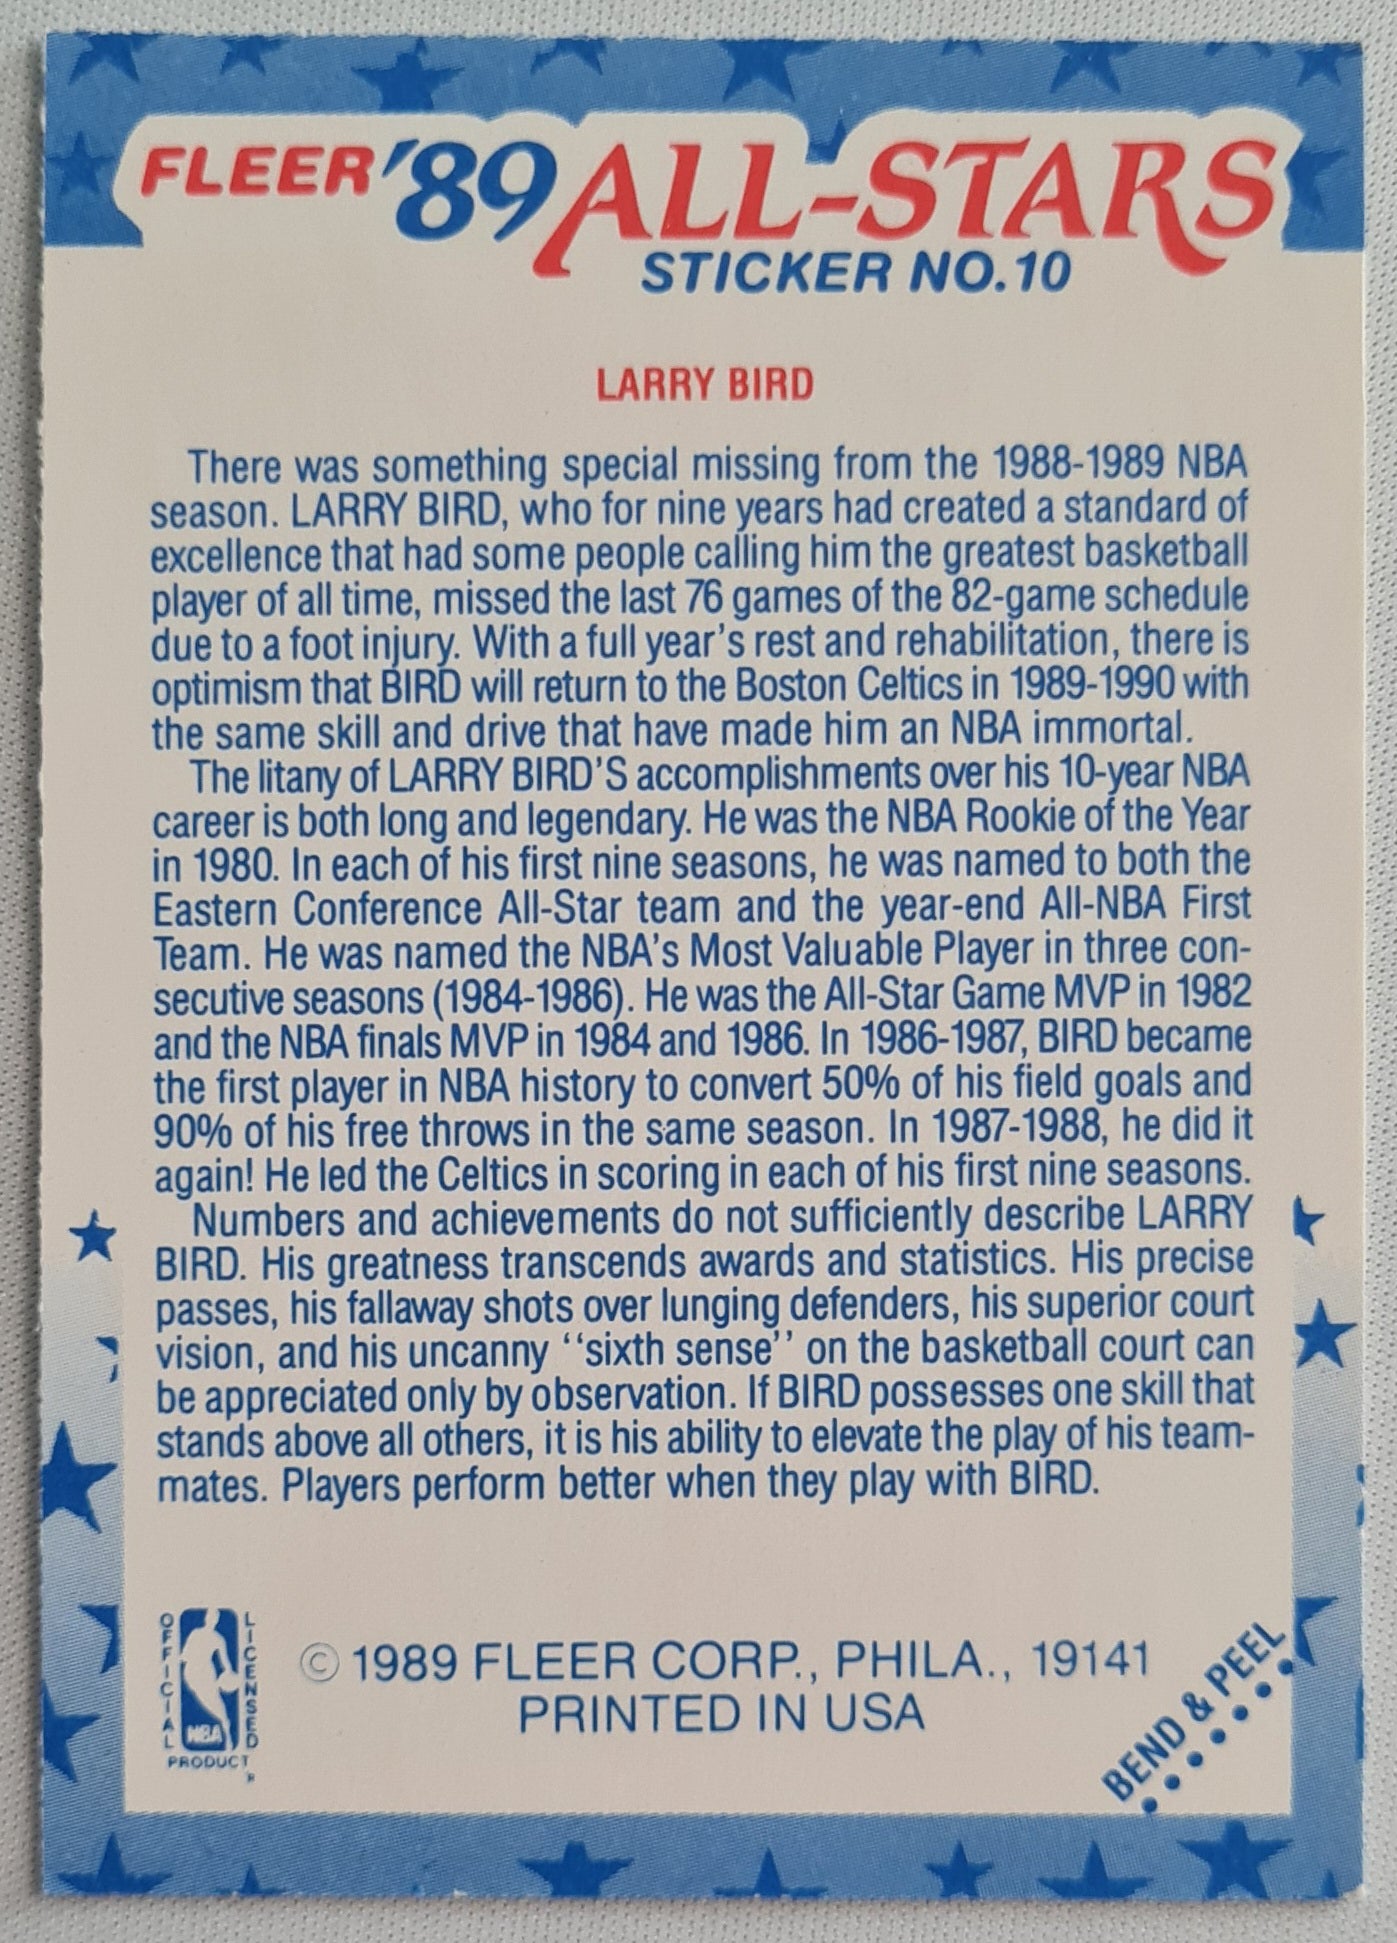 FLEER '89 ALL-STARS
STICKER NO. 10
LARRY BIRD
There was something special missing from the 1988-1989 NBA
season. LARRY BIRD, who for nine years had created a standard of
excellence that had some people calling him the greatest basketball
player of all time, missed the last 76 games of the 82-game schedule
due to a foot injury. With a full year's rest and rehabilitation, there is
optimism that BIRD will return to the Boston Celtics in 1989-1990 with
the same skill and drive that have made him an NBA immortal.
The litany of LARRY BIRD'S accomplishments over his 10-year NBA
career is both long and legendary. He was the NBA Rookie of the Year
in 1980. In each of his first nine seasons, he was named to both the
Eastern Conference All-Star team and the year-end All-NBA First
Team. He was named the NBA's Most Valuable Player in three con-
secutive seasons (1984-1986). He was the All-Star Game MVP in 1982
and the NBA finals MVP in 1984 and 1986. In 1986-1987, BIRD became
the first player in NBA history to convert 50% of his field goals and
90% of his free throws in the same season. In 1987-1988, he did it
again! He led the Celtics in scoring in each of his first nine seasons.
Numbers and achievements do not sufficiently describe LARRY
BIRD. His greatness transcends awards and statistics. His precise
passes, his fallaway shots over lunging defenders, his superior court
vision, and his uncanny ‘‘sixth sense’’ on the basketball court can
be appreciated only by observation. If BIRD possesses one skill that
stands above all others, it is his ability to elevate the play of his team-
mates. Players perform better when they play with BIRD.
OFFICIAL
NBA
LICENSED
PRODUCT
R
© 1989 FLEER CORP., PHILA., 19141
PRINTED IN USA
BEND & PEEL